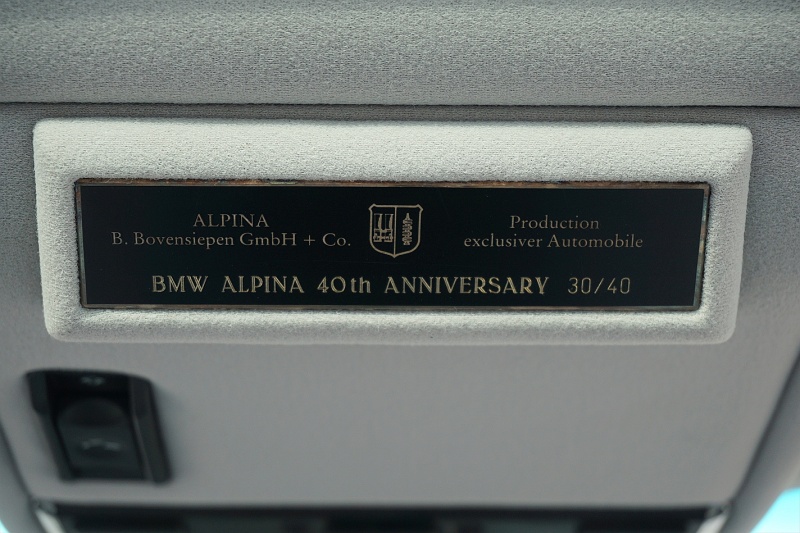 ALPINA
B. Bovensiepen GmbH + Co.
Production
exclusiver Automobile
BMW ALPINA 40th ANNIVERSARY 30/40